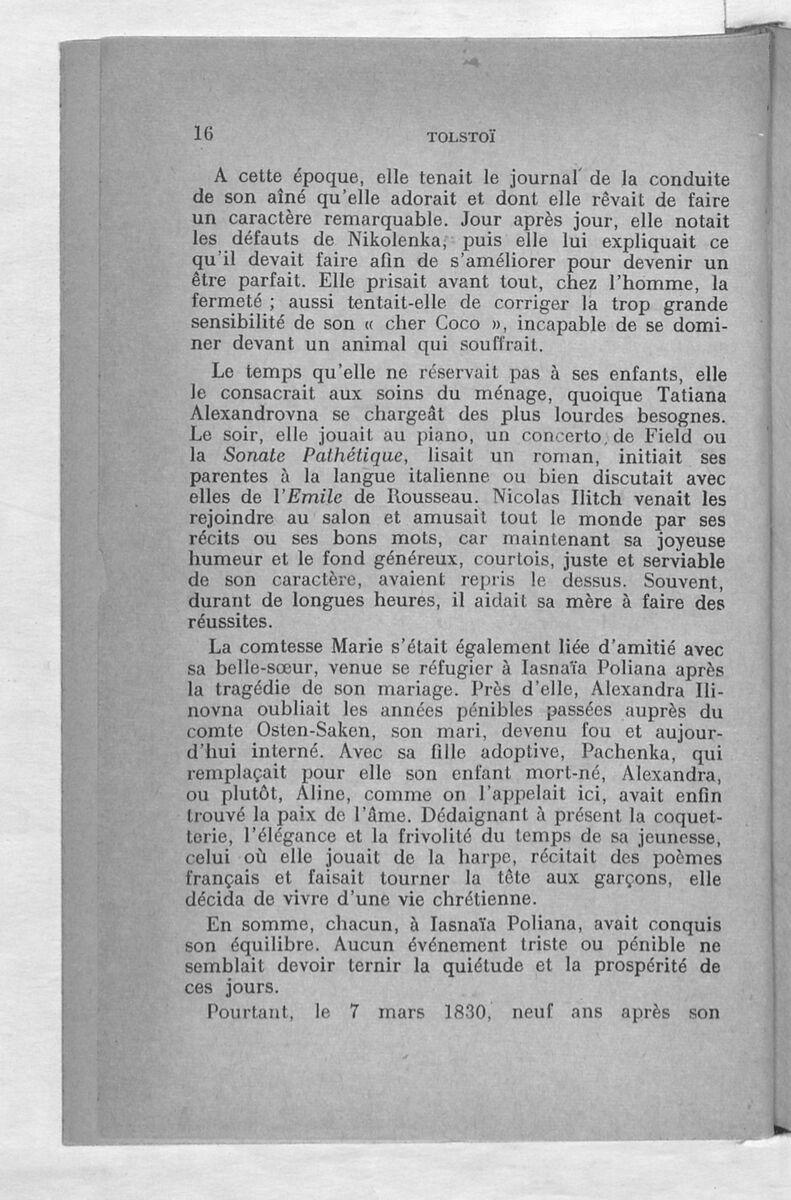 16
TOLSTOÏ
A cette époque, elle tenait le journal de la conduite
de son aîné qu'elle adorait et dont elle rêvait de faire
un caractère remarquable. Jour après jour, elle notait
les défauts de Nikolenka, puis elle lui expliquait ce
qu'il devait faire afin de s'améliorer pour devenir un
être parfait. Elle prisait avant tout, chez l'homme, la
fermeté ; aussi tentait-elle de corriger la trop grande
sensibilité de son « cher Coco », incapable de se domi-
ner devant un animal qui souffrait.
Le temps qu'elle ne réservait pas à ses enfants, elle
le consacrait aux soins du ménage, quoique Tatiana
Alexandrovna se chargeât des plus lourdes besognes.
Le soir, elle jouait au piano, un concerto de Field ou
la Sonate Pathétique, lisait un roman, initiait ses
parentes à la langue italienne ou bien discutait avec
elles de l'Emile de Rousseau. Nicolas Ilitch venait les
rejoindre au salon et amusait tout le monde par ses
récits ou ses bons mots, car maintenant sa joyeuse
humeur et le fond généreux, courtois, juste et serviable
de son caractère, avaient repris le dessus. Souvent,
durant de longues heures, il aidait sa mère à faire des
réussites.
La comtesse Marie s'était également liée d'amitié avec
sa belle-sœur, venue se réfugier à Iasnaïa Poliana après
la tragédie de son mariage. Près d'elle, Alexandra Ili-
novna oubliait les années pénibles passées auprès du
comte Osten-Saken, son mari, devenu fou et aujour-
d'hui interné. Avec sa fille adoptive, Pachenka, qui
remplaçait pour elle son enfant mort-né, Alexandra,
ou plutôt, Aline, comme on l'appelait ici, avait enfin
trouvé la paix de l'âme. Dédaignant à présent la coquet-
terie, l'élégance et la frivolité du temps de sa jeunesse,
celui où elle jouait de la harpe, récitait des poèmes
français et faisait tourner la tête aux garçons, elle
décida de vivre d'une vie chrétienne.
En somme, chacun, à Iasnaïa Poliana, avait conquis
son équilibre. Aucun événement triste ou pénible ne
semblait devoir ternir la quiétude et la prospérité de
ces jours.
Pourtant, le 7 mars 1830, neuf ans après son